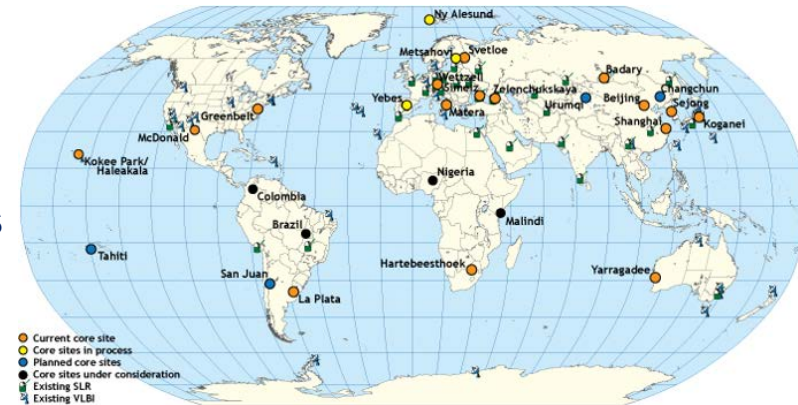 Ny Alesund
Metsahovi
Svetloe
Badary
Wettzell
Simeiz
Zelenchukskaya
Changchun
Urumqi
Beijing
Sejong
Yebes
Matera
Greenbelt
Shanghai
Koganei
McDonald
Kokee Park/
Haleakala
Nigeria
Colombia
Malindi
Brazil
Tahiti
Hartebeesthoek
Yarragadee
San Juan
La Plata
Current core site
Core sites in process
Planned core sites
Core sites under consideration
Existing SLR
Existing VLBI